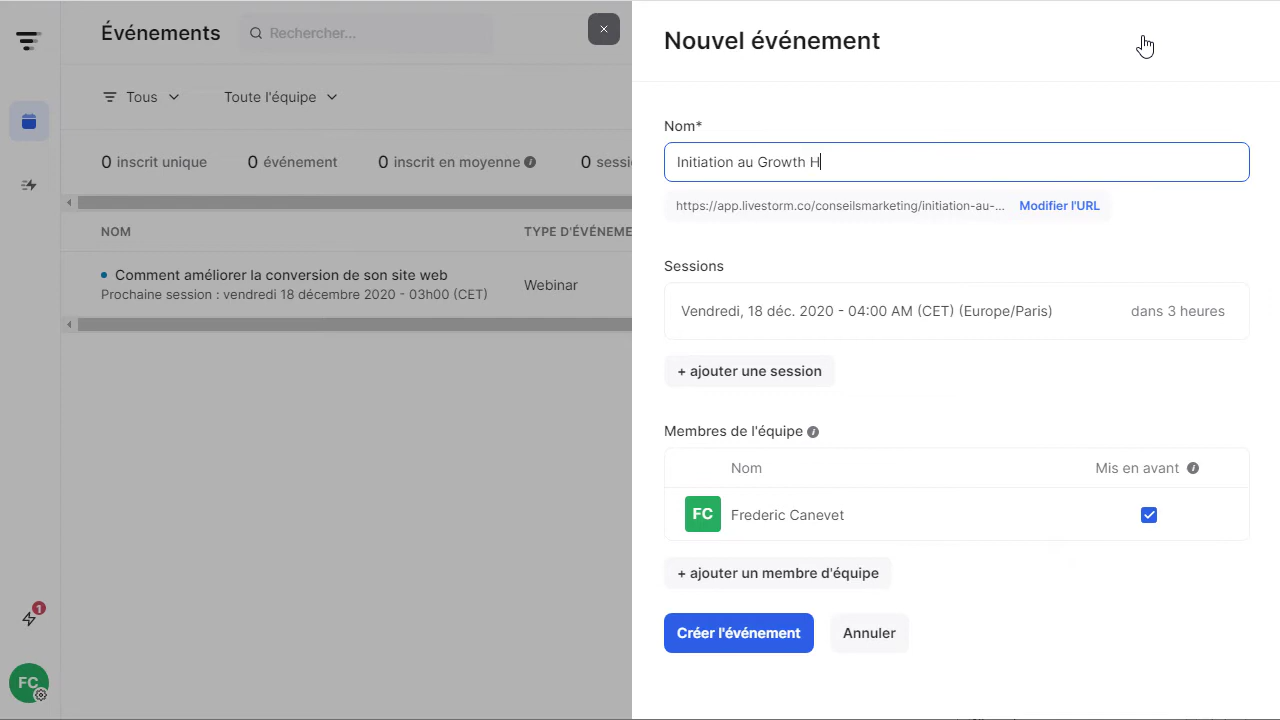 Événements
Rechercher...
Tous
Toute l'équipe
0 inscrit unique
0 événement
0 inscrit en moyenne
0
NOM
Comment améliorer la conversion de son site web
Prochaine session : vendredi 18 décembre 2020 - 03h00 (CET)
Webinar
1
FC
Nouvel événement
Nom*
Initiation au Growth H
https://app.livestorm.co/conseilsmarketing/initiation-au-... Modifier l'URL
Sessions
Vendredi, 18 déc. 2020 - 04:00 AM (CET) (Europe/Paris) dans 3 heures
+ ajouter une session
Membres de l'équipe
Nom Mis en avant
FC Frederic Canevet
+ ajouter un membre d'équipe
Créer l'événement Annuler